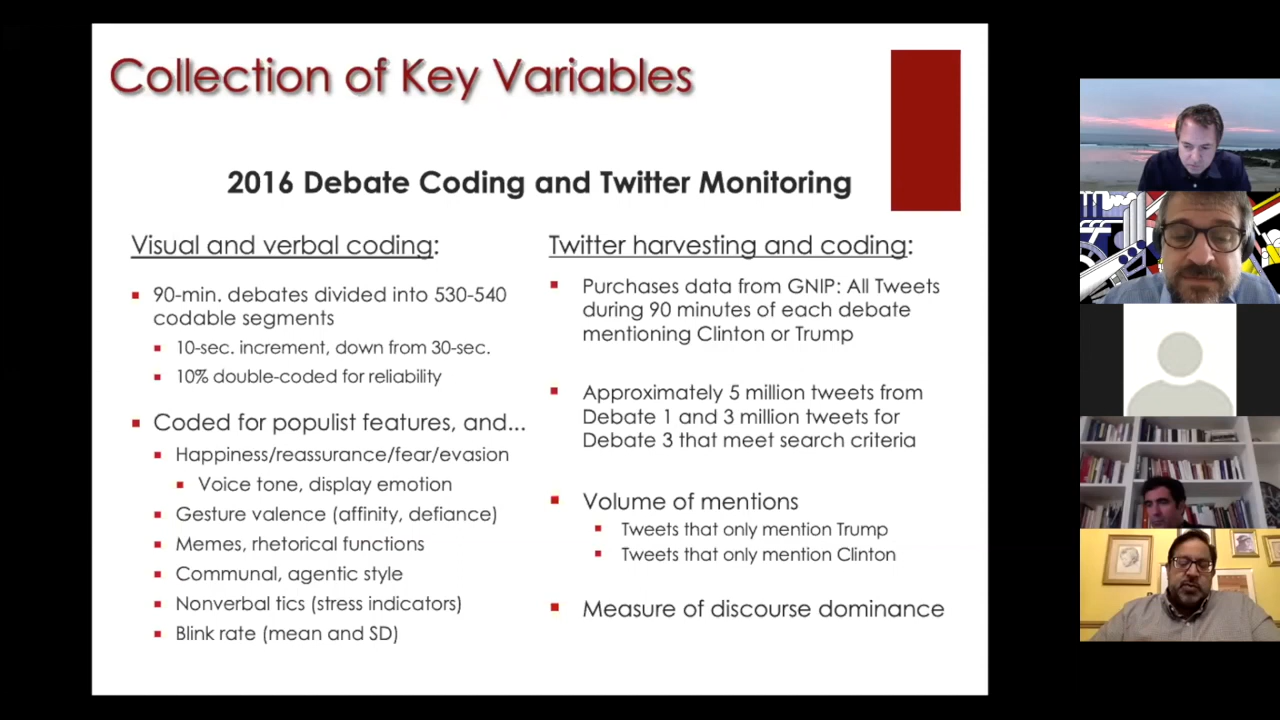 Collection of Key Variables
2016 Debate Coding and Twitter Monitoring
Visual and verbal coding:
90-min. debates divided into 530-540
codable segments
10-sec. increment, down from 30-sec.
10% double-coded for reliability
Coded for populist features, and...
Happiness/reassurance/fear/evasion
Voice tone, display emotion
Gesture valence (affinity, defiance)
Memes, rhetorical functions
Communal, agentic style
Nonverbal tics (stress indicators)
Blink rate (mean and SD)
Twitter harvesting and coding:
Purchases data from GNIP: All Tweets
during 90 minutes of each debate
mentioning Clinton or Trump
Approximately 5 million tweets from
Debate 1 and 3 million tweets for
Debate 3 that meet search criteria
Volume of mentions
Tweets that only mention Trump
Tweets that only mention Clinton
Measure of discourse dominance